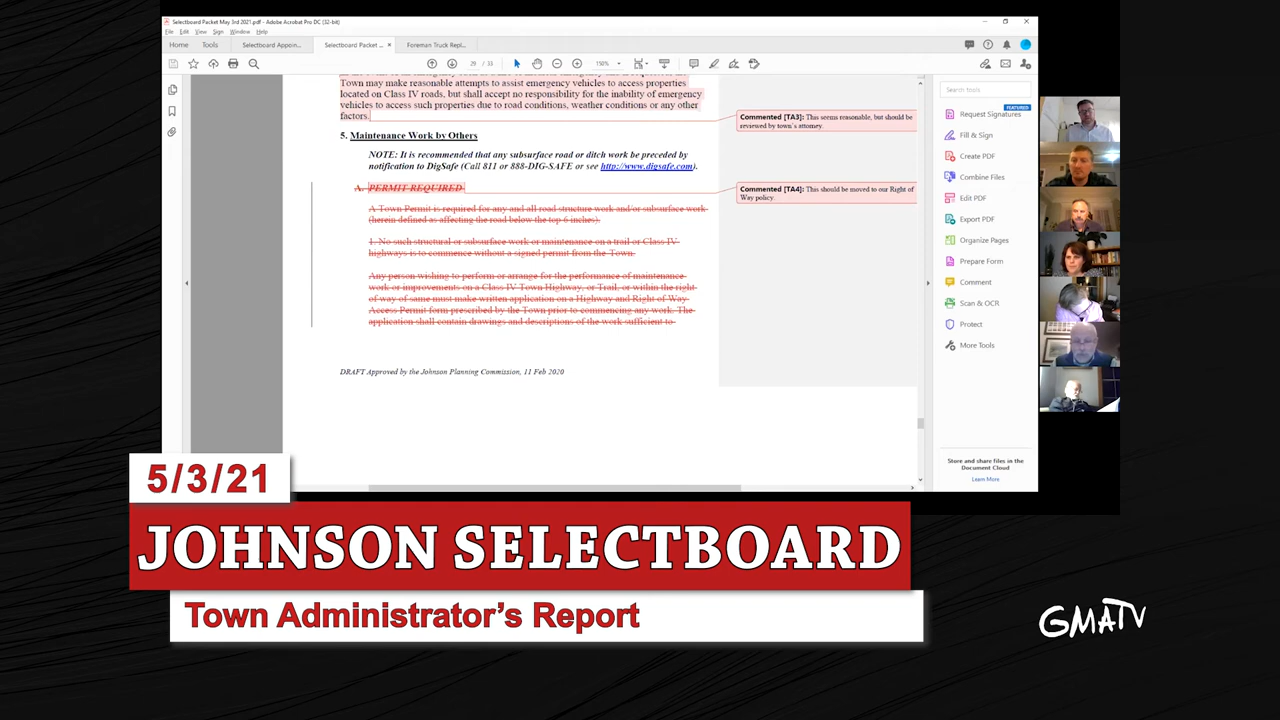 Selectboard Packet May 3rd 2021.pdf - Adobe Acrobat Pro DC (32-bit)
File Edit View Sign Window Help
Home Tools Selectboard Appoin... Selectboard Packet ... × Foreman Truck Repl...
29 / 33 150%
Town may make reasonable attempts to assist emergency vehicles to access properties
located on Class IV roads, but shall accept no responsibility for the inability of emergency
vehicles to access such properties due to road conditions, weather conditions or any other
factors.
5. Maintenance Work by Others
NOTE: It is recommended that any subsurface road or ditch work be preceded by
notification to DigSafe (Call 811 or 888-DIG-SAFE or see http://www.digsafe.com).
A. PERMIT REQUIRED.
A Town Permit is required for any and all road structure work and/or subsurface work
(herein defined as affecting the road below the top 6 inches).
1. No such structural or subsurface work or maintenance on a trail or Class IV
highways is to commence without a signed permit from the Town.
Any person wishing to perform or arrange for the performance of maintenance
work or improvements on a Class IV Town Highway, or Trail, or within the right
of way of same must make written application on a Highway and Right of Way
Access Permit form prescribed by the Town prior to commencing any work. The
application shall contain drawings and descriptions of the work sufficient to
DRAFT Approved by the Johnson Planning Commission, 11 Feb 2020
Commented [TA3]: This seems reasonable, but should be
reviewed by town's attorney.
Commented [TA4]: This should be moved to our Right of
Way policy.
Search tools
FEATURED
Request Signatures
Fill & Sign
Create PDF
Combine Files
Edit PDF
Export PDF
Organize Pages
Prepare Form
Comment
Scan & OCR
Protect
More Tools
Store and share files in the
Document Cloud
Learn More
5/3/21
JOHNSON SELECTBOARD
Town Administrator's Report
GMATV